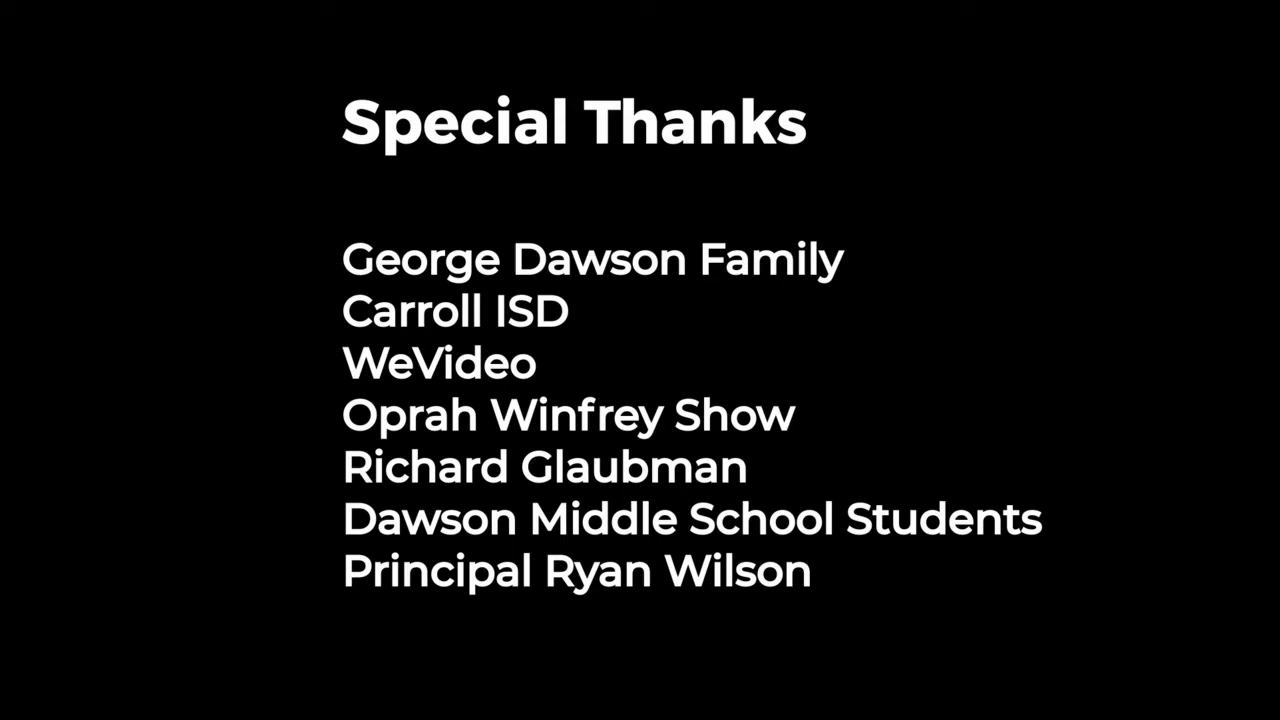 Special Thanks
George Dawson Family
Carroll ISD
WeVideo
Oprah Winfrey Show
Richard Glaubman
Dawson Middle School Students
Principal Ryan Wilson